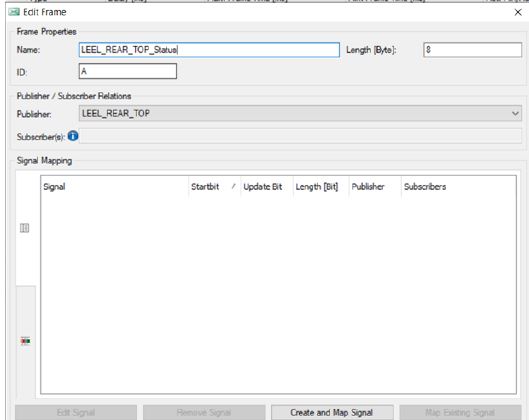 Edit Frame
Frame Properties
Name: LEEL_REAR_TOP_Status Length [Byte]: 8
ID: A
Publisher / Subscriber Relations
Publisher: LEEL_REAR_TOP
Subscriber(s):
Signal Mapping
Signal Startbit Update Bit Length [Bit] Publisher Subscribers
Edit Signal Remove Signal Create and Map Signal Map Existing Signal